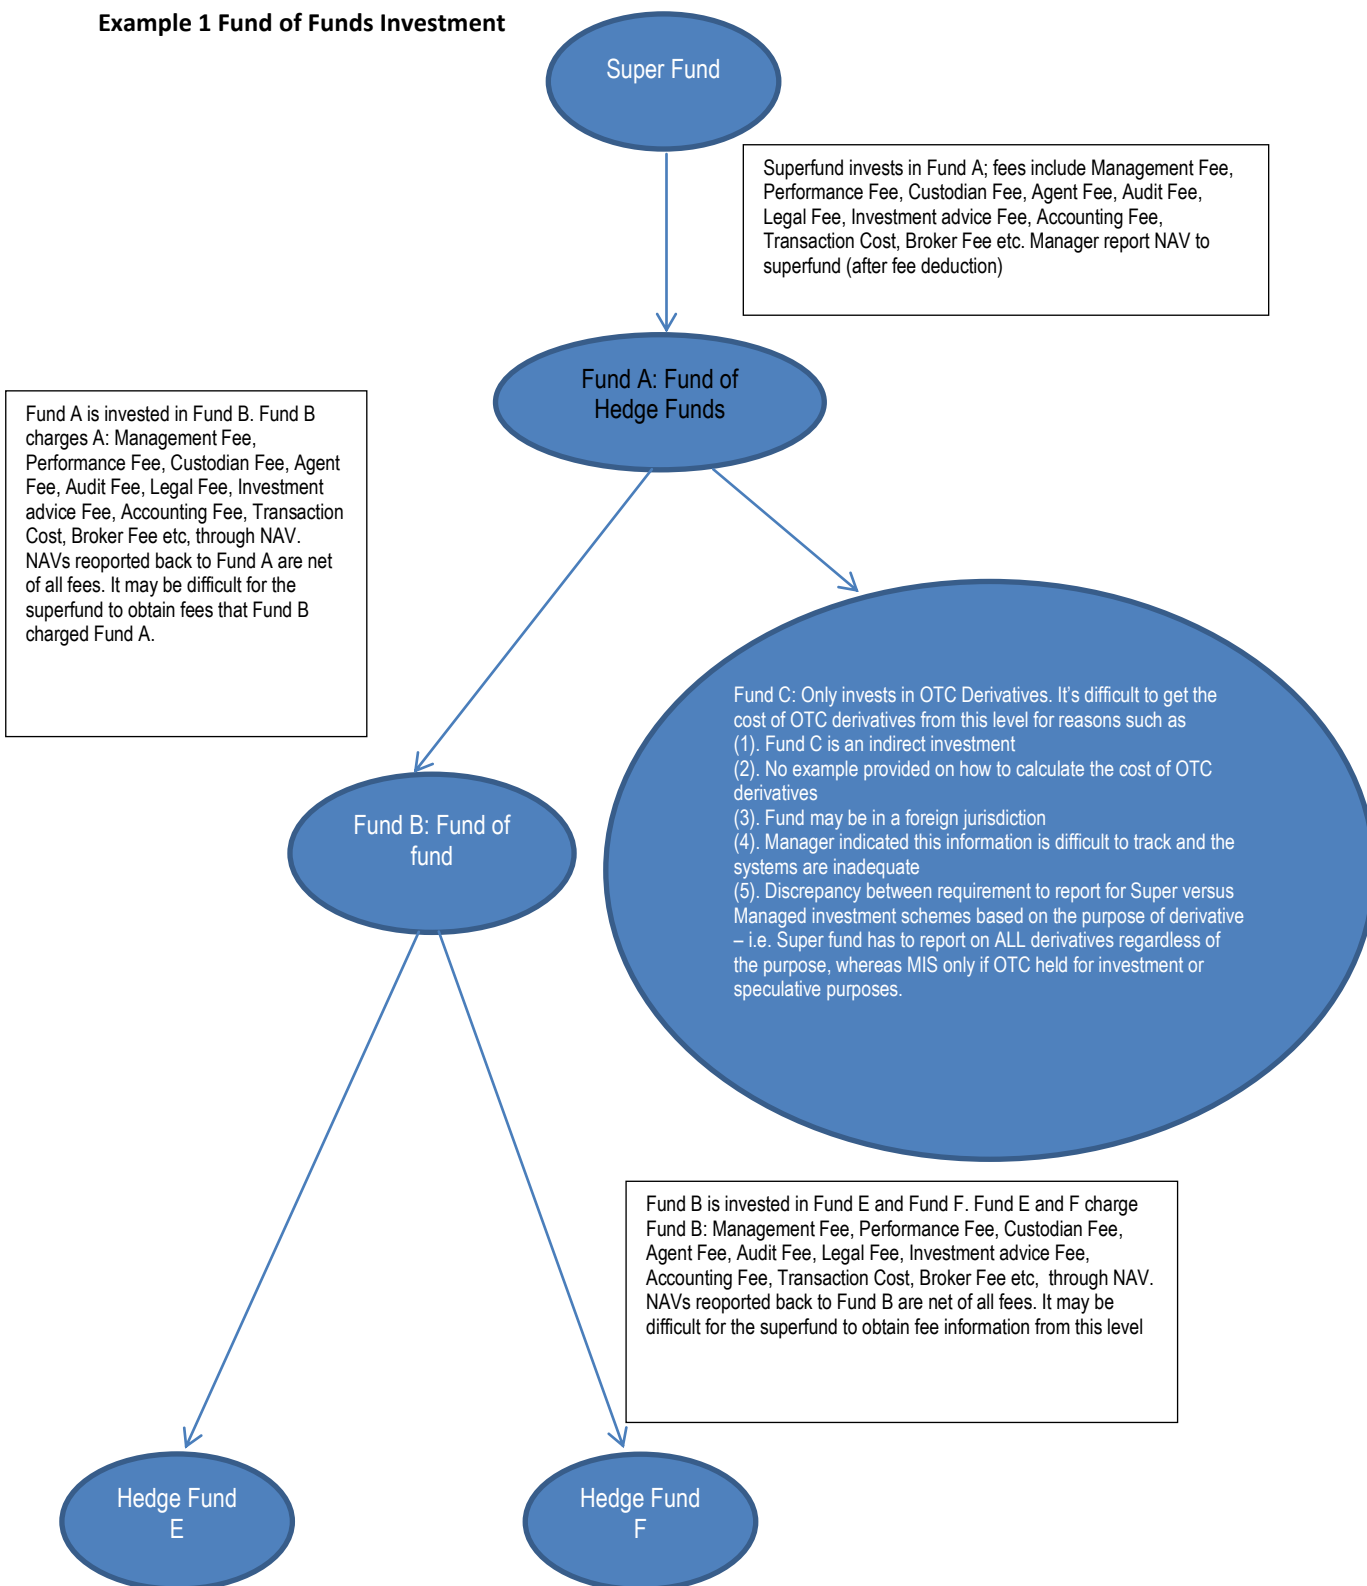 Example 1 Fund of Funds Investment
Super Fund
Superfund invests in Fund A; fees include Management Fee,
Performance Fee, Custodian Fee, Agent Fee, Audit Fee,
Legal Fee, Investment advice Fee, Accounting Fee,
Transaction Cost, Broker Fee etc. Manager report NAV to
superfund (after fee deduction)
Fund A: Fund of
Hedge Funds
Fund A is invested in Fund B. Fund B
charges A: Management Fee,
Performance Fee, Custodian Fee, Agent
Fee, Audit Fee, Legal Fee, Investment
advice Fee, Accounting Fee, Transaction
Cost, Broker Fee etc, through NAV.
NAVs reoported back to Fund A are net
of all fees. It may be difficult for the
superfund to obtain fees that Fund B
charged Fund A.
Fund C: Only invests in OTC Derivatives. It’s difficult to get the
cost of OTC derivatives from this level for reasons such as
(1). Fund C is an indirect investment
(2). No example provided on how to calculate the cost of OTC
derivatives
(3). Fund may be in a foreign jurisdiction
(4). Manager indicated this information is difficult to track and the
systems are inadequate
(5). Discrepancy between requirement to report for Super versus
Managed investment schemes based on the purpose of derivative
– i.e. Super fund has to report on ALL derivatives regardless of
the purpose, whereas MIS only if OTC held for investment or
speculative purposes.
Fund B: Fund of
fund
Fund B is invested in Fund E and Fund F. Fund E and F charge
Fund B: Management Fee, Performance Fee, Custodian Fee,
Agent Fee, Audit Fee, Legal Fee, Investment advice Fee,
Accounting Fee, Transaction Cost, Broker Fee etc, through NAV.
NAVs reoported back to Fund B are net of all fees. It may be
difficult for the superfund to obtain fee information from this level
Hedge Fund
E
Hedge Fund
F